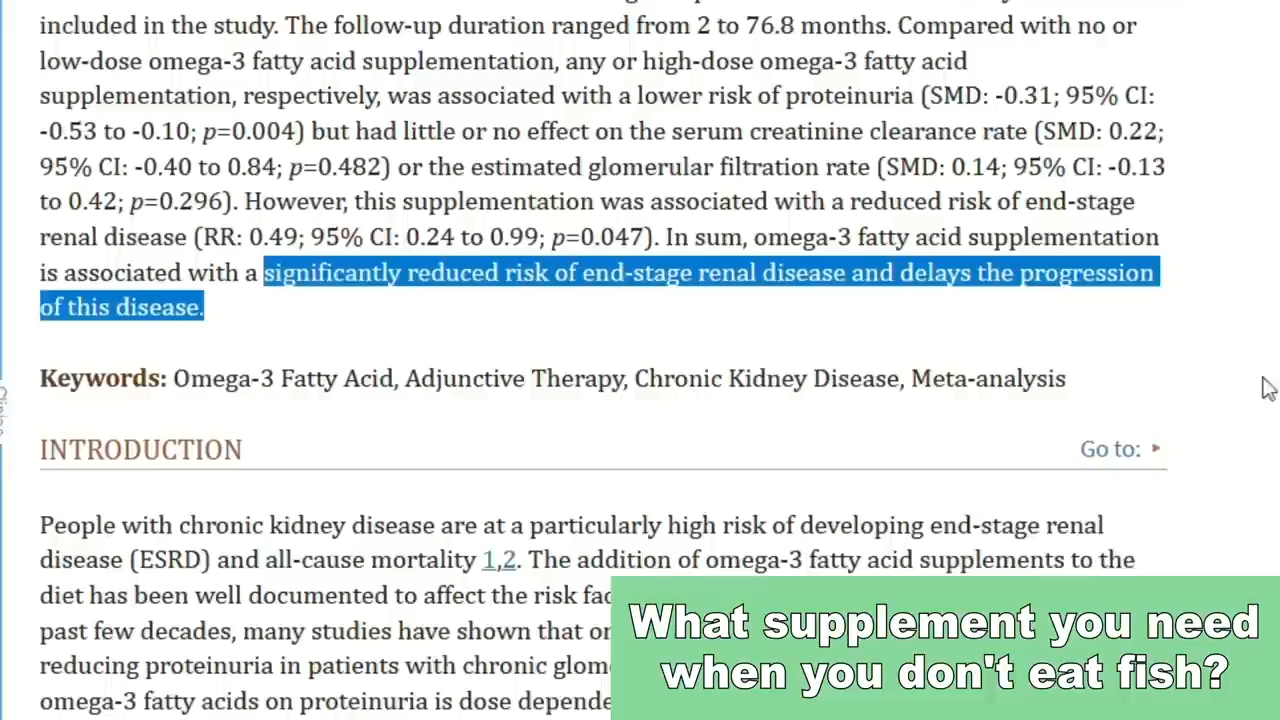 included in the study. The follow-up duration ranged from 2 to 76.8 months. Compared with no or
low-dose omega-3 fatty acid supplementation, any or high-dose omega-3 fatty acid
supplementation, respectively, was associated with a lower risk of proteinuria (SMD: -0.31; 95% CI:
-0.53 to -0.10; p=0.004) but had little or no effect on the serum creatinine clearance rate (SMD: 0.22;
95% CI: -0.40 to 0.84; p=0.482) or the estimated glomerular filtration rate (SMD: 0.14; 95% CI: -0.13
to 0.42; p=0.296). However, this supplementation was associated with a reduced risk of end-stage
renal disease (RR: 0.49; 95% CI: 0.24 to 0.99; p=0.047). In sum, omega-3 fatty acid supplementation
is associated with a significantly reduced risk of end-stage renal disease and delays the progression
of this disease.
Keywords: Omega-3 Fatty Acid, Adjunctive Therapy, Chronic Kidney Disease, Meta-analysis
INTRODUCTION
Go to:
People with chronic kidney disease are at a particularly high risk of developing end-stage renal
disease (ESRD) and all-cause mortality 1,2. The addition of omega-3 fatty acid supplements to the
diet has been well documented to affect the risk
past few decades, many studies have shown that
reducing proteinuria in patients with chronic
omega-3 fatty acids on proteinuria is dose
What supplement you need
when you don't eat fish?